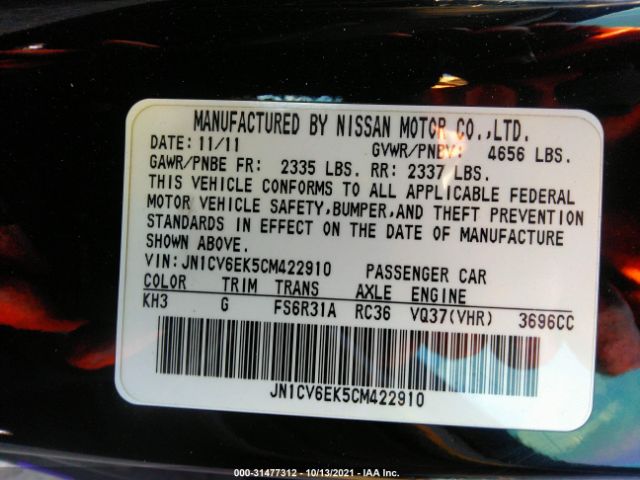 MANUFACTURED BY NISSAN MOTOR CO.,LTD.
DATE: 11/11 GVWR/PNBV: 4656 LBS.
GAWR/PNBE FR: 2335 LBS. RR: 2337 LBS.
THIS VEHICLE CONFORMS TO ALL APPLICABLE FEDERAL
MOTOR VEHICLE SAFETY,BUMPER,AND THEFT PREVENTION
STANDARDS IN EFFECT ON THE DATE OF MANUFACTURE
SHOWN ABOVE.
VIN:JN1CV6EK5CM422910 PASSENGER CAR
COLOR TRIM TRANS AXLE ENGINE
KH3 G FS6R31A RC36 VQ37(VHR) 3696CC
JN1CV6EK5CM422910
000-31477312 - 10/13/2021 - IAA Inc.